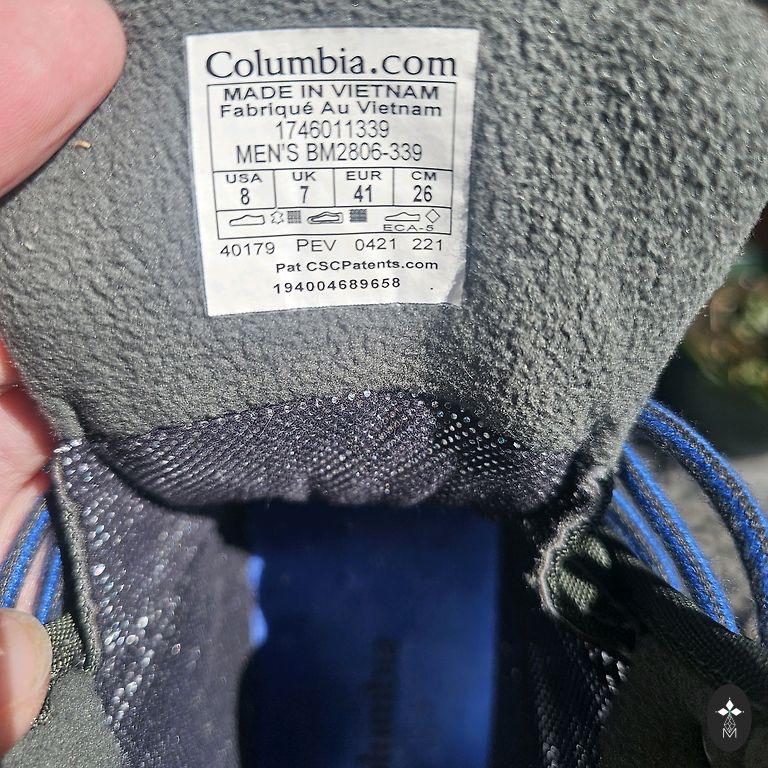 Columbia.com
MADE IN VIETNAM
Fabriqué Au Vietnam
1746011339
MEN'S BM2806-339
USA UK EUR CM
8 7 41 26
ECA-5
40179 PEV 0421 221
Pat CSCPatents.com
194004689658
M